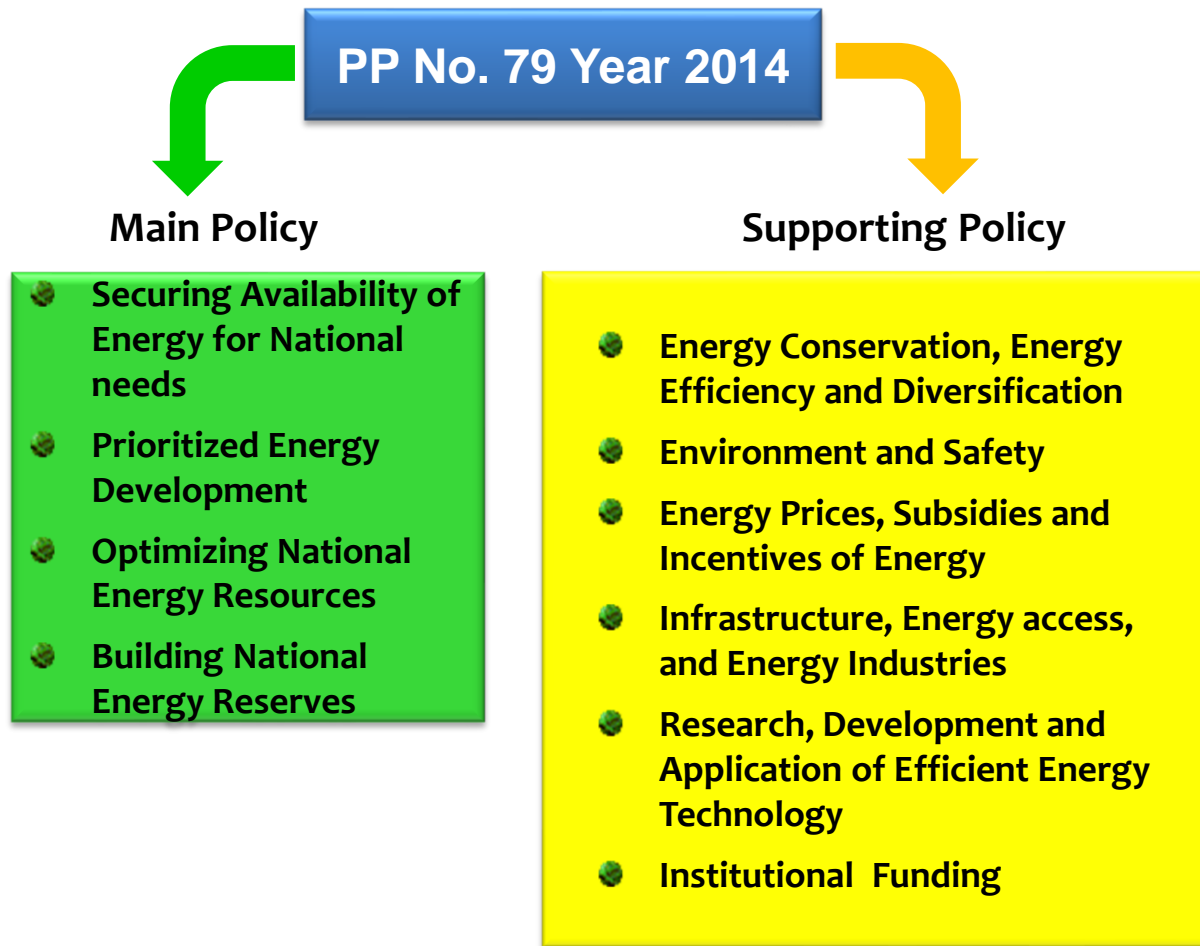 PP No. 79 Year 2014
Main Policy
Securing Availability of
Energy for National
needs
Prioritized Energy
Development
Optimizing National
Energy Resources
Building National
Energy Reserves
Supporting Policy
Energy Conservation, Energy
Efficiency and Diversification
Environment and Safety
Energy Prices, Subsidies and
Incentives of Energy
Infrastructure, Energy access,
and Energy Industries
Research, Development and
Application of Efficient Energy
Technology
Institutional Funding